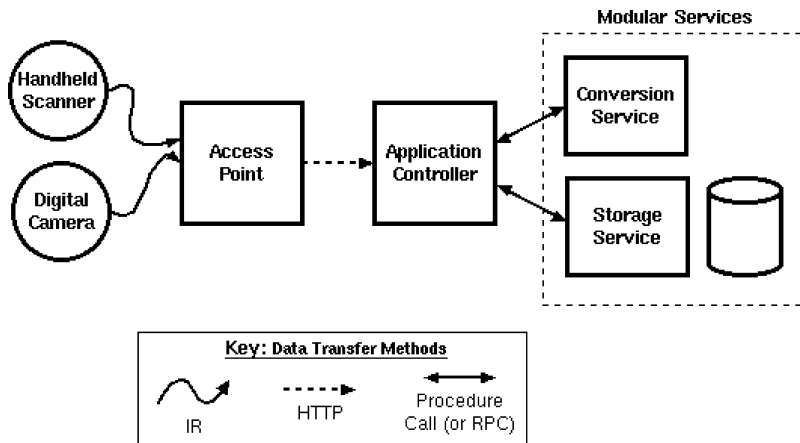 Modular Services
Handheld
Scanner
Digital
Camera
Access
Point
Application
Controller
Conversion
Service
Storage
Service
Key: Data Transfer Methods
IR
HTTP
Procedure
Call (or RPC)